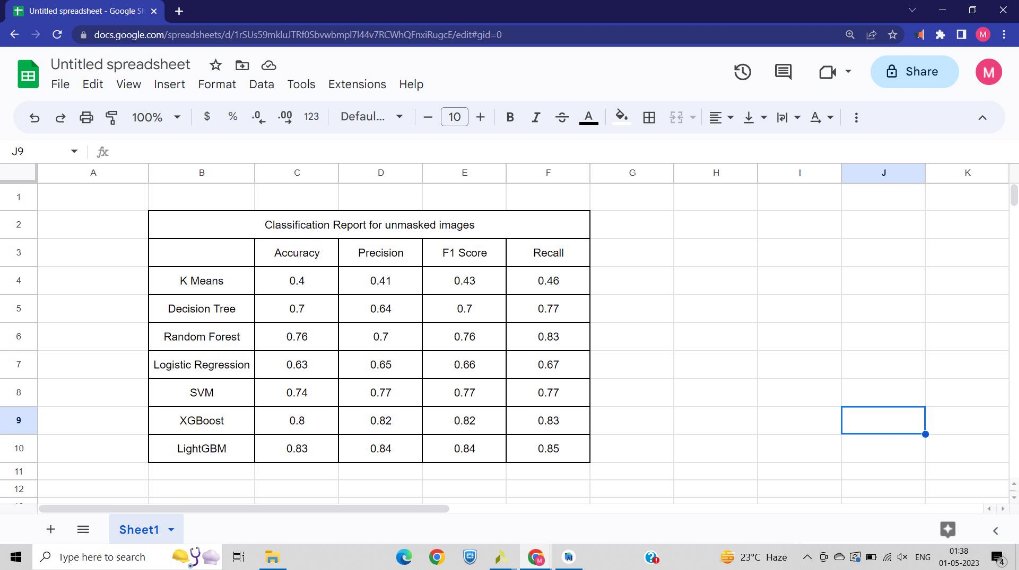 Untitled spreadsheet - Google Sh
docs.google.com/spreadsheets/d/
Untitled spreadsheet
File Edit View Insert Format Data Tools Extensions Help
Share
M
100% $ % .0 .00 123 Defaul... 10 B I A
J9 fx
A B C D E F G H I J K
1
2 Classification Report for unmasked images
3 Accuracy Precision F1 Score Recall
4 K Means 0.4 0.41 0.43 0.46
5 Decision Tree 0.7 0.64 0.7 0.77
6 Random Forest 0.76 0.7 0.76 0.83
7 Logistic Regression 0.63 0.65 0.66 0.67
8 SVM 0.74 0.77 0.77 0.77
9 XGBoost 0.8 0.82 0.82 0.83
10 LightGBM 0.83 0.84 0.84 0.85
11
12
Sheet1
Type here to search 23°C Haze ENG 01:38
01-05-2023